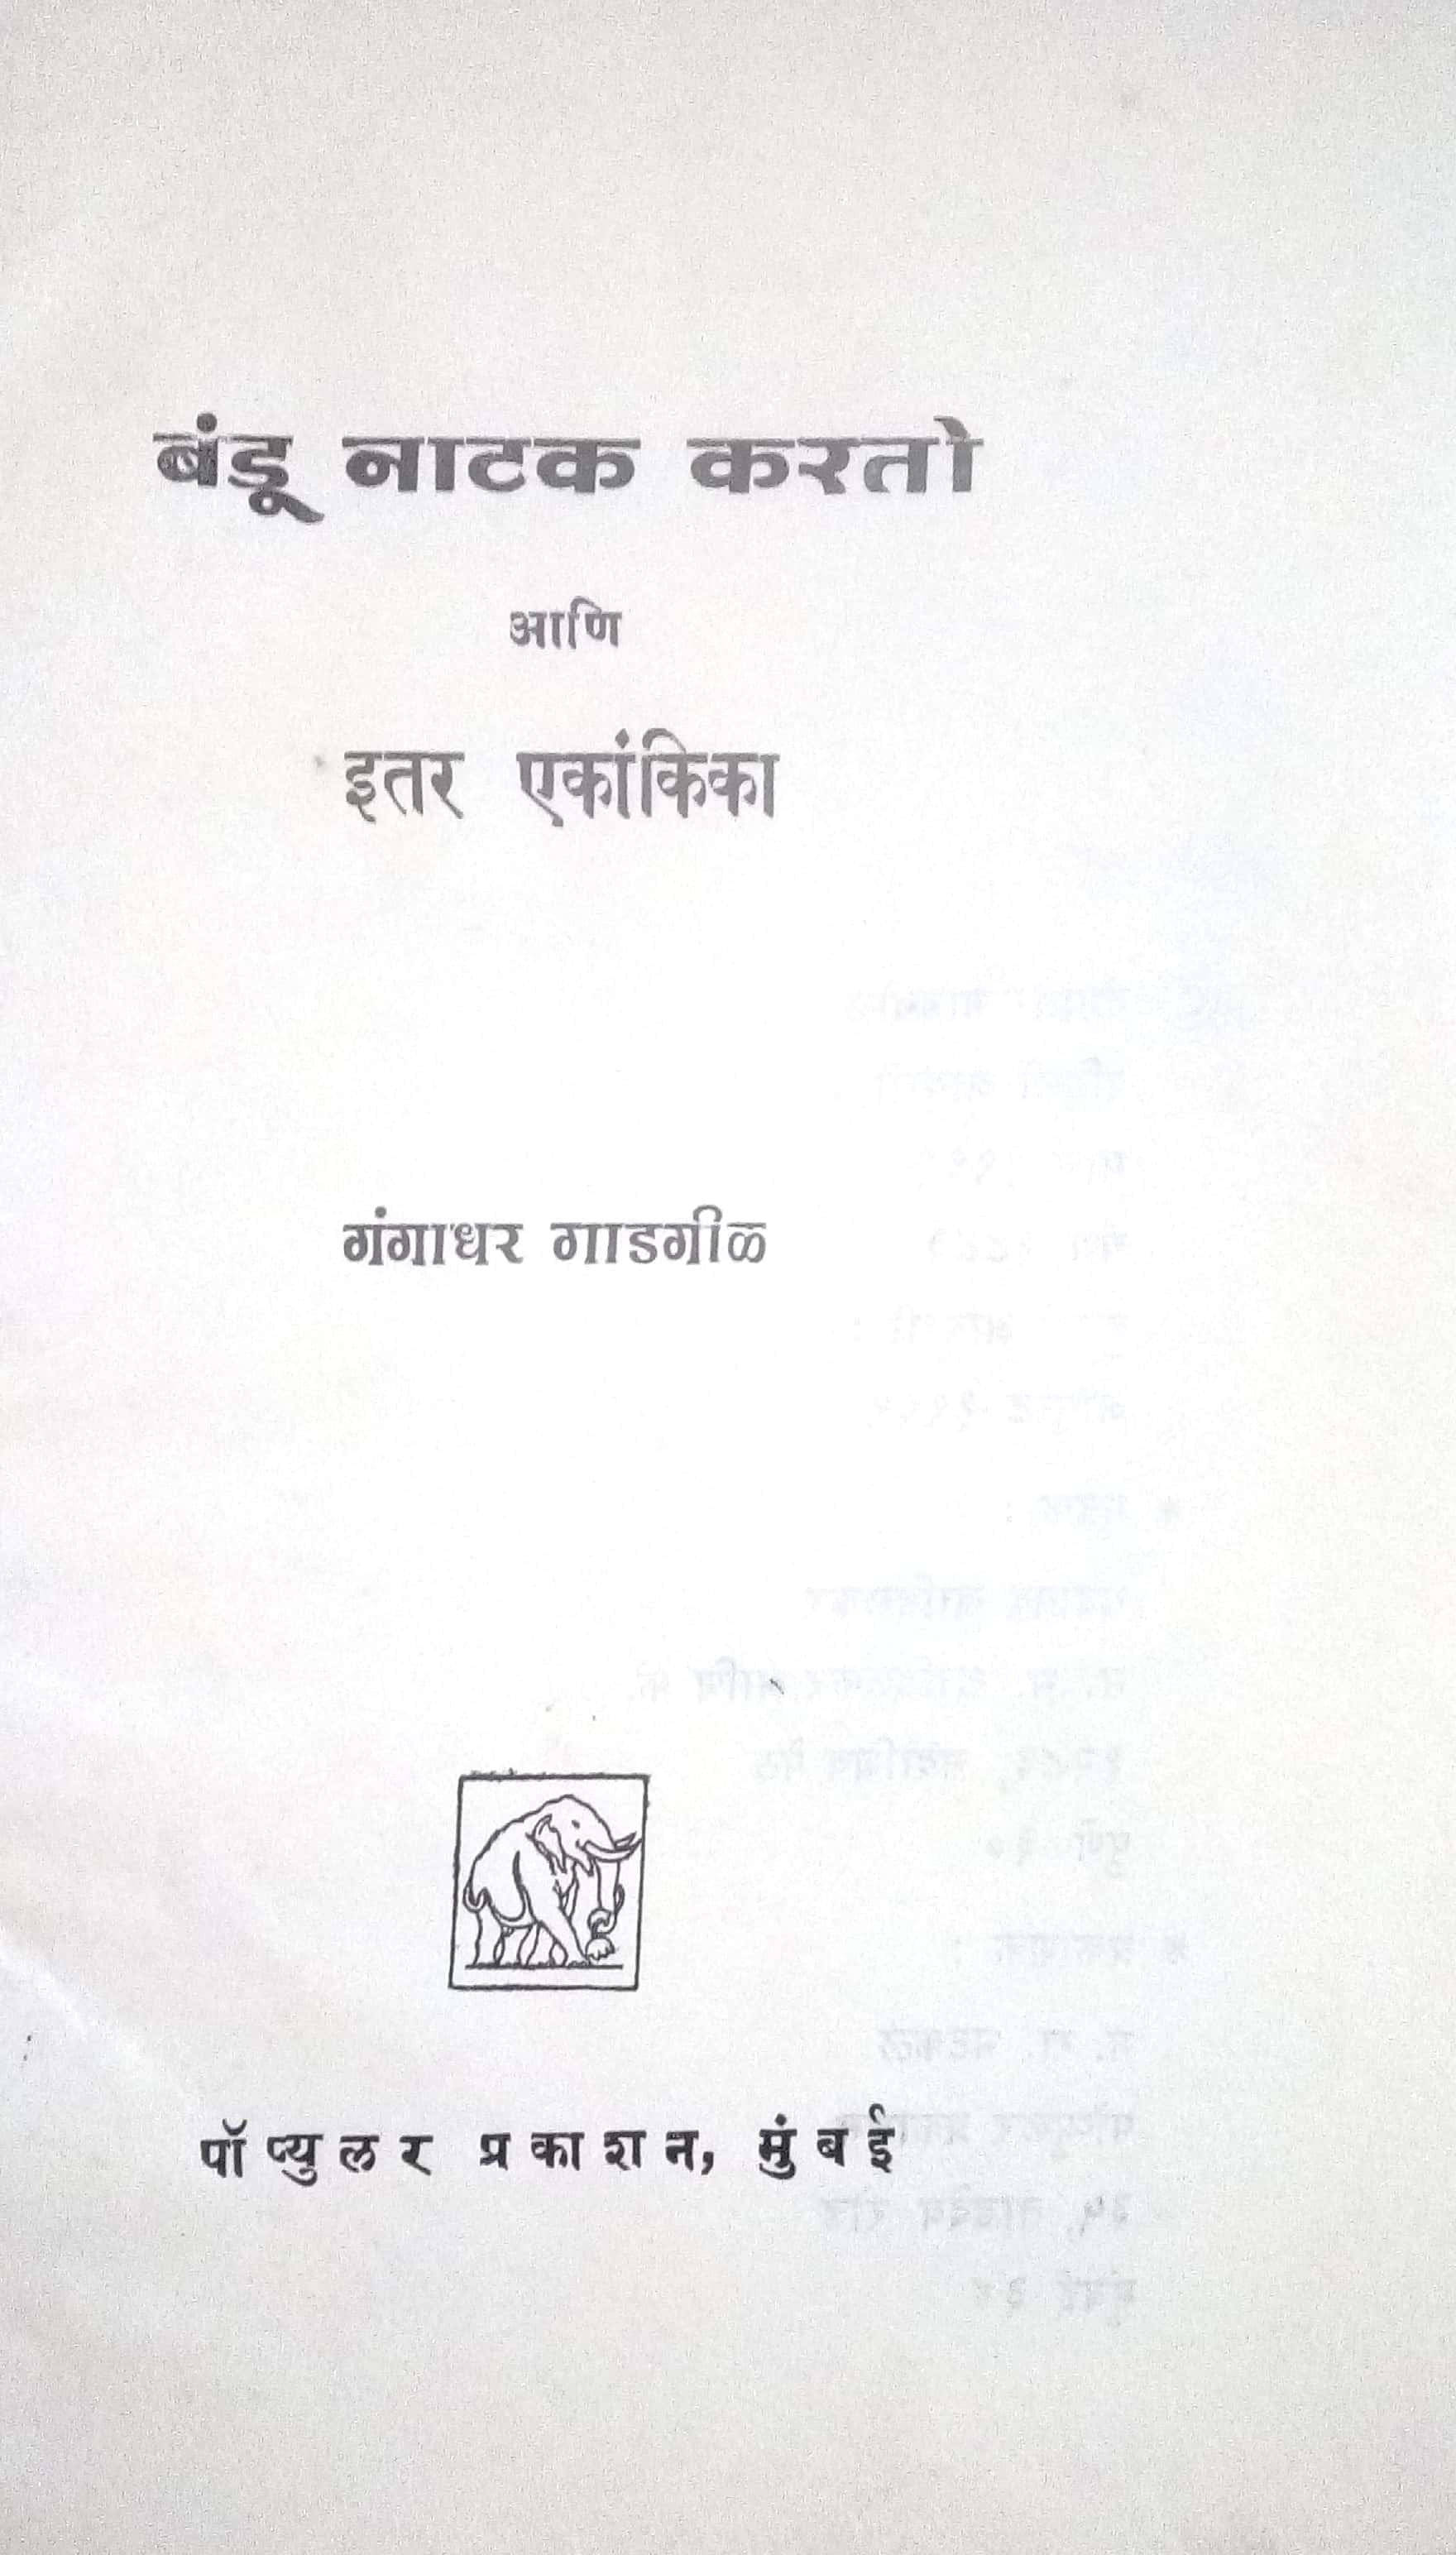 बंडू नाटक करतो
आणि
इतर एकांकिका
गंगाधर गाडगीळ
पॉप्युलर प्रकाशन, मुंबई